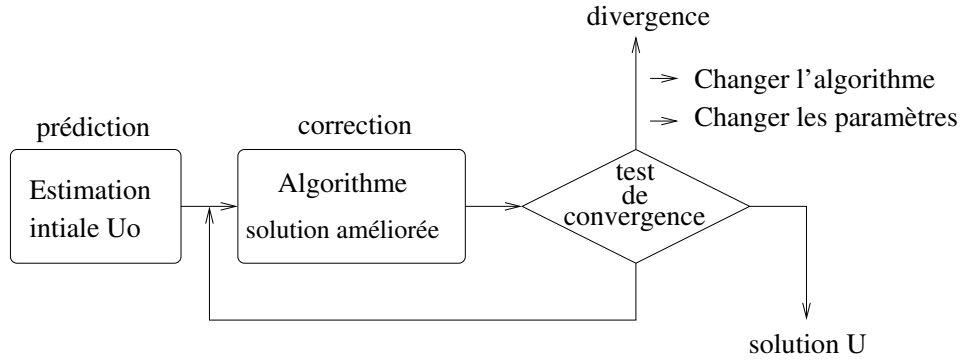 divergence
Changer l'algorithme
Changer les paramètres
prédiction
correction
Estimation
intiale Uo
Algorithme
solution améliorée
test
de
convergence
solution U